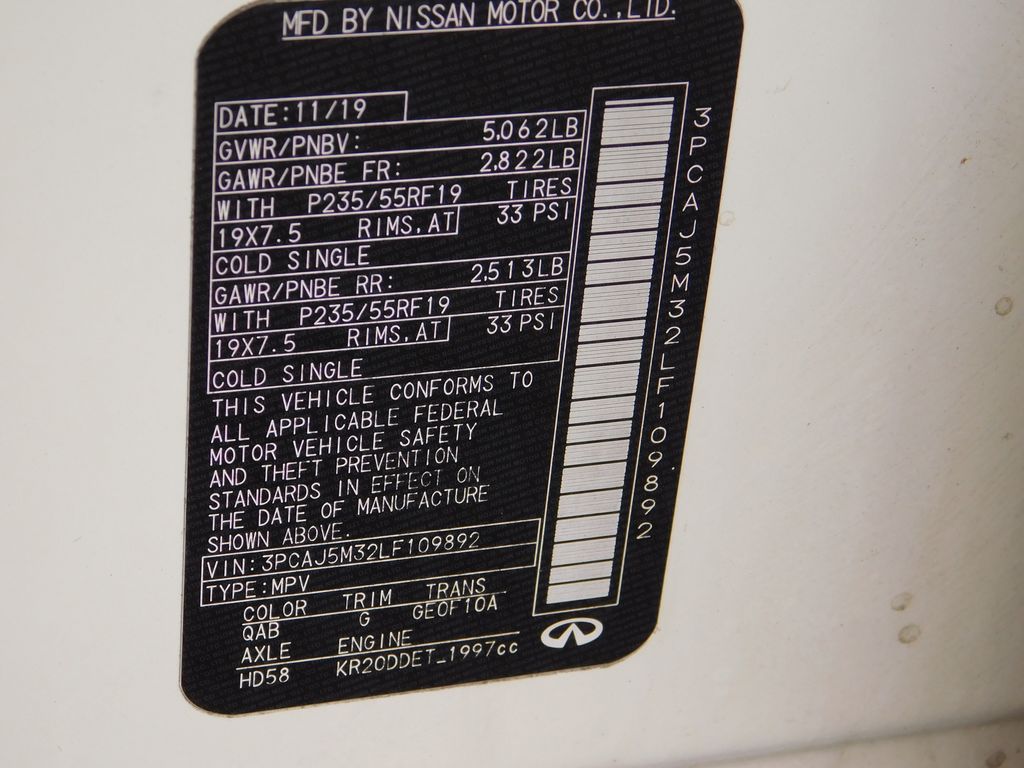 MFD BY NISSAN MOTOR CO.,LTD.
DATE:11/19
GVWR/PNBV: 5,062LB
GAWR/PNBE FR: 2,822LB
WITH P235/55RF19 TIRES
19X7.5 RIMS,AT 33 PSI
COLD SINGLE
GAWR/PNBE RR: 2,513LB
WITH P235/55RF19 TIRES
19X7.5 RIMS,AT 33 PSI
COLD SINGLE
THIS VEHICLE CONFORMS TO
ALL APPLICABLE FEDERAL
MOTOR VEHICLE SAFETY
AND THEFT PREVENTION
STANDARDS IN EFFECT ON
THE DATE OF MANUFACTURE
SHOWN ABOVE.
VIN:3PCAJ5M32LF109892
TYPE:MPV
COLOR TRIM TRANS
QAB G GE0F10A
AXLE ENGINE
HD58 KR20DDET_1997cc
3PCAJ5M32LF109892